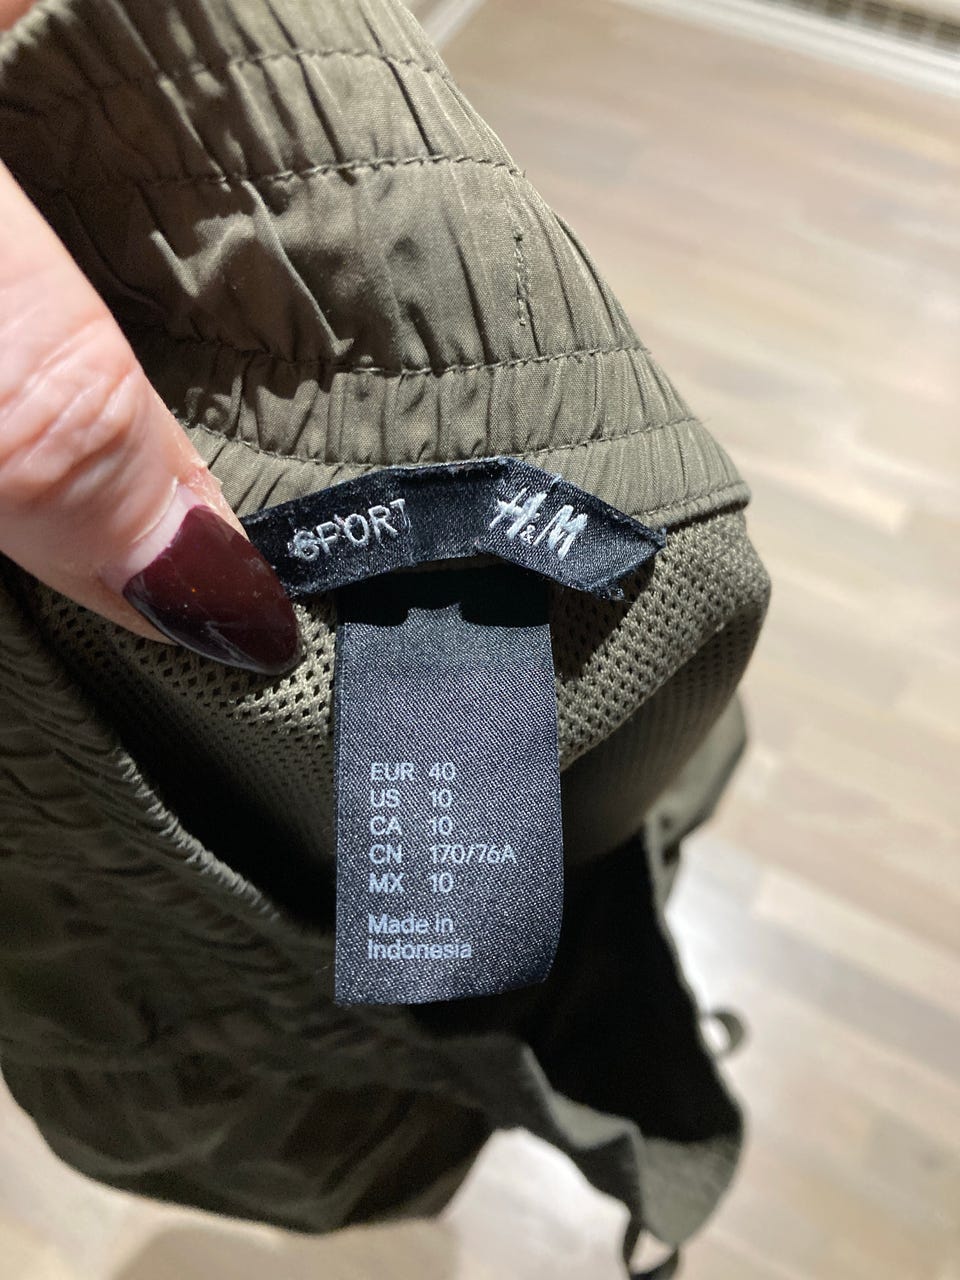 SPORT H&M
EUR 40
US 10
CA 10
CN 170/76A
MX 10
Made in
Indonesia